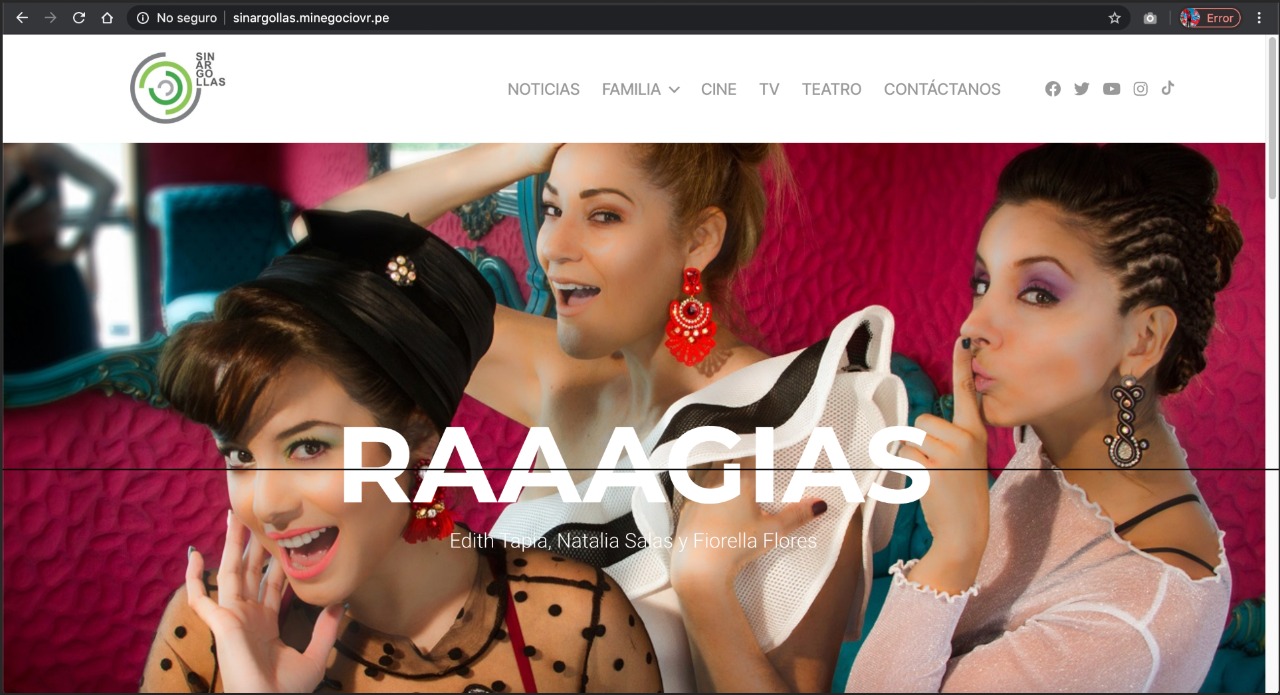 No seguro
sinargollas.minegociovr.pe
Error
SIN
AR
GO
LLAS
NOTICIAS
FAMILIA
CINE
TV
TEATRO
CONTÁCTANOS
RAAAGIAS
Edith Tapia, Natalia Salas y Fiorella Flores